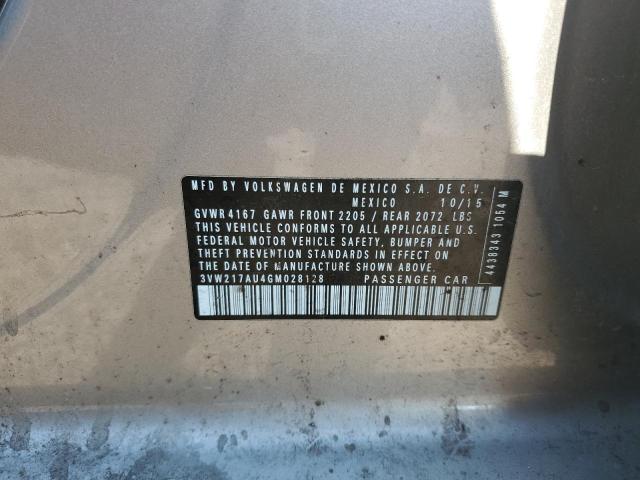 MFD BY VOLKSWAGEN DE MEXICO S.A. DE C.V.
MEXICO 10/15
GVWR 4167 GAWR FRONT 2205 / REAR 2072 LBS
THIS VEHICLE CONFORMS TO ALL APPLICABLE U.S.
FEDERAL MOTOR VEHICLE SAFETY, BUMPER AND
THEFT PREVENTION STANDARDS IN EFFECT ON
THE DATE OF MANUFACTURE SHOWN ABOVE.
3VW217AU4GM028128 PASSENGER CAR
4438343 1054 M